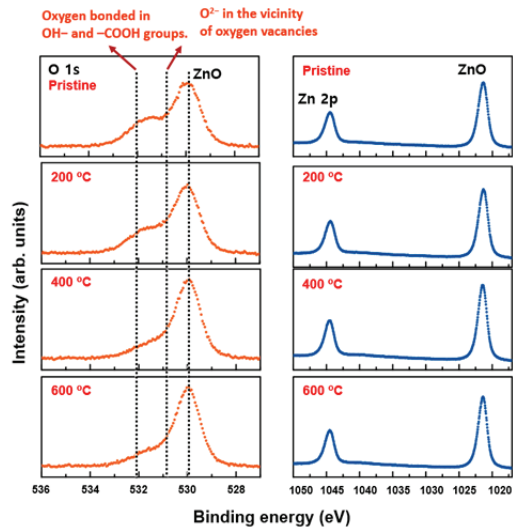 Oxygen bonded in
OH– and –COOH groups.
O²⁻ in the vicinity
of oxygen vacancies
O 1s
Pristine
ZnO
Pristine
Zn 2p
ZnO
200 ºC
200 ºC
400 ºC
400 ºC
600 ºC
600 ºC
Intensity (arb. units)
536 534 532 530 528
1050 1045 1040 1035 1030 1025 1020
Binding energy (eV)